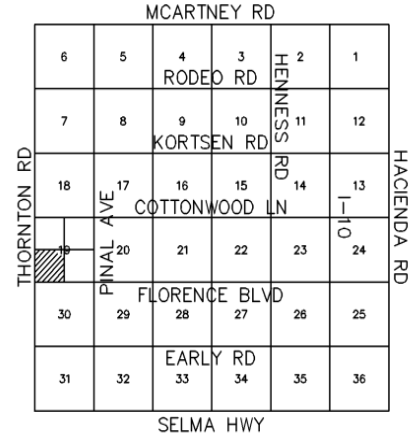 MCARTNEY RD
6 5 4 3 2 1
RODEO RD
HENNESS RD
7 8 9 10 11 12
KORTSEN RD
THORNTON RD
18 17 16 15 14 13
HACIENDA RD
PINAL AVE
COTTONWOOD LN
I-10
19 20 21 22 23 24
FLORENCE BLVD
30 29 28 27 26 25
EARLY RD
31 32 33 34 35 36
SELMA HWY